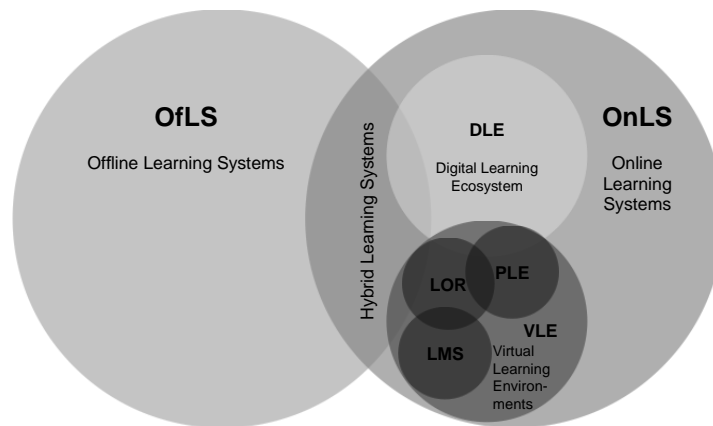 OfLS
Offline Learning Systems
Hybrid Learning Systems
DLE
Digital Learning
Ecosystem
OnLS
Online
Learning
Systems
LOR
PLE
LMS
VLE
Virtual
Learning
Environ-
ments